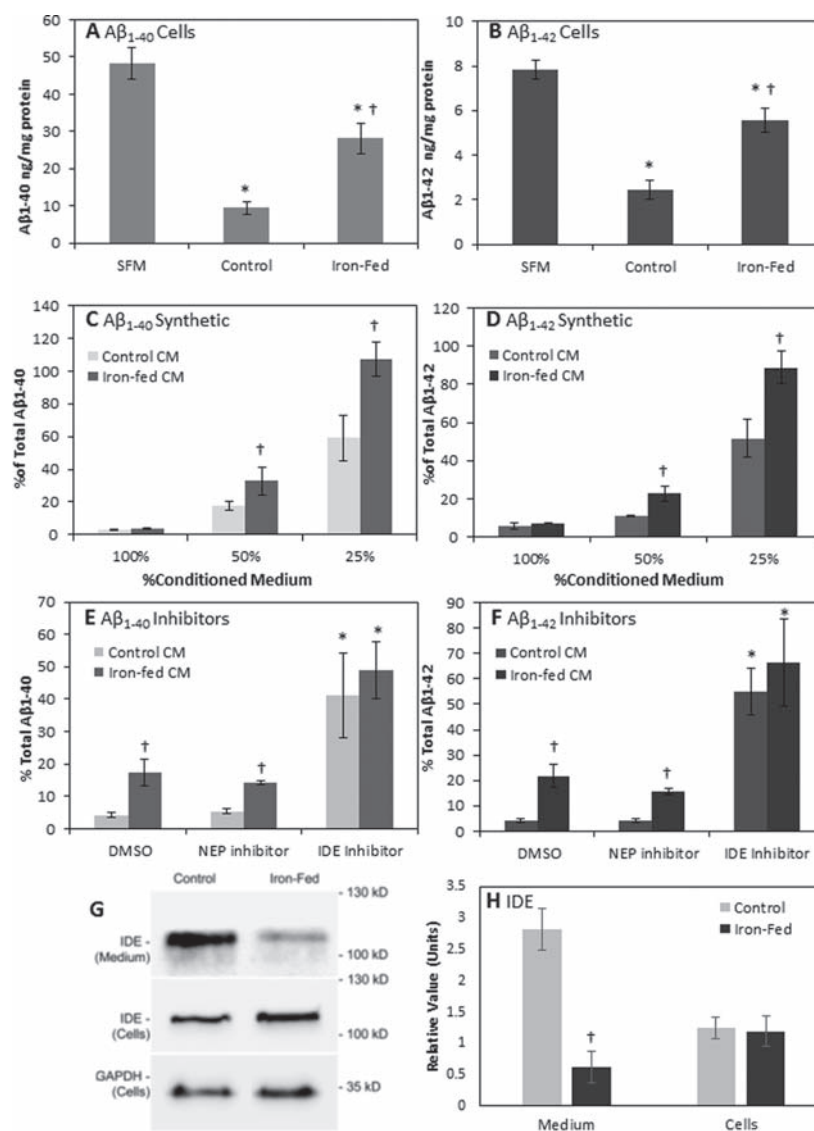 A Aβ1-40 Cells
Aβ1-40 ng/mg protein
60
50
40
30
20
10
0
*
* †
SFM Control Iron-Fed
B Aβ1-42 Cells
Aβ1-42 ng/mg protein
10
8
6
4
2
0
*
* †
SFM Control Iron-Fed
C Aβ1-40 Synthetic
Control CM
Iron-fed CM
%of Total Aβ1-40
140
120
100
80
60
40
20
0
†
†
100% 50% 25%
%Conditioned Medium
D Aβ1-42 Synthetic
Control CM
Iron-fed CM
%of Total Aβ1-42
120
100
80
60
40
20
0
†
†
100% 50% 25%
%Conditioned Medium
E Aβ1-40 Inhibitors
Control CM
Iron-fed CM
% Total Aβ1-40
70
60
50
40
30
20
10
0
†
†
* *
DMSO NEP inhibitor IDE Inhibitor
F Aβ1-42 Inhibitors
Control CM
Iron-fed CM
% Total Aβ1-42
90
80
70
60
50
40
30
20
10
0
†
†
* *
DMSO NEP inhibitor IDE Inhibitor
G
Control Iron-Fed
- 130 kD
IDE -
(Medium)
- 100 kD
- 130 kD
IDE -
(Cells)
- 100 kD
GAPDH -
(Cells)
- 35 kD
H IDE
Control
Iron-Fed
Relative Value (Units)
3.5
3
2.5
2
1.5
1
0.5
0
†
Medium Cells